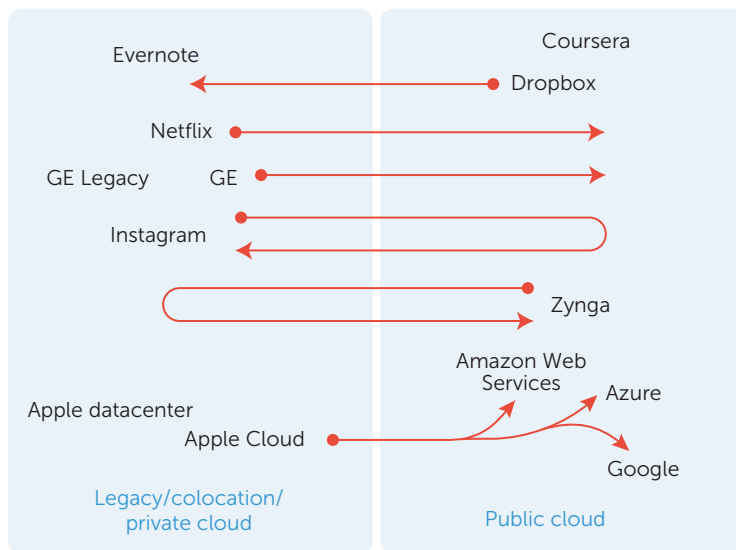 Evernote
Coursera
Dropbox
Netflix
GE Legacy GE
Instagram
Zynga
Amazon Web
Services
Azure
Apple datacenter
Apple Cloud
Google
Legacy/colocation/
private cloud
Public cloud